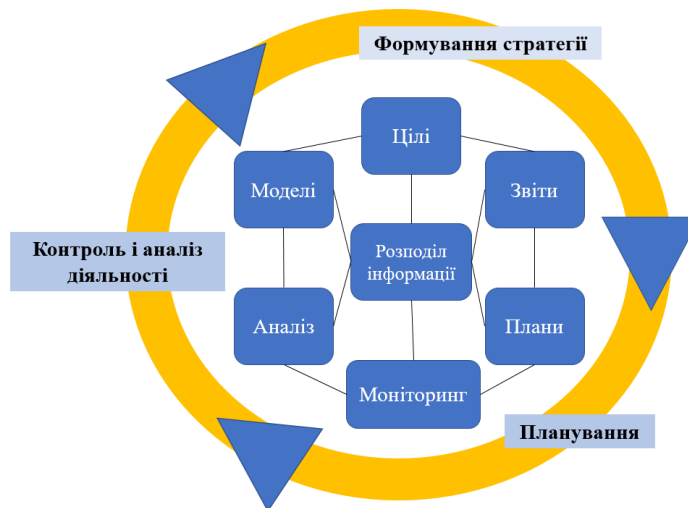 Формування стратегії
Цілі
Моделі
Звіти
Контроль і аналіз
діяльності
Розподіл
інформації
Аналіз
Плани
Моніторинг
Планування